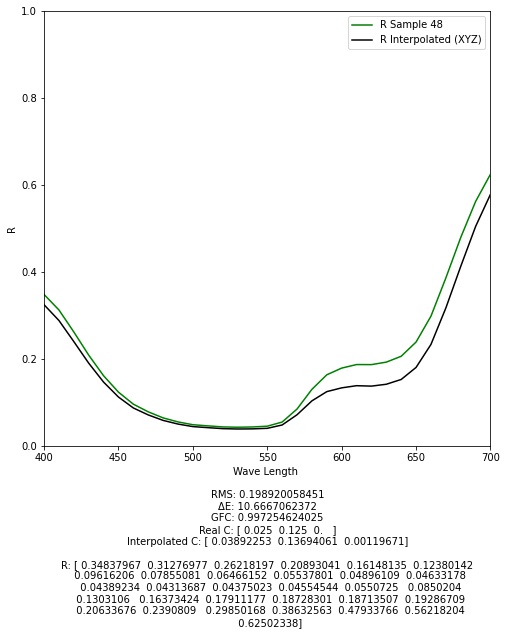 1.0
0.8
0.6
0.4
0.2
0.0
R
R Sample 48
R Interpolated (XYZ)
400 450 500 550 600 650 700
Wave Length
RMS: 0.198920058451
ΔE: 10.6667062372
GFC: 0.997254624025
Real C: [ 0.025  0.125  0.   ]
Interpolated C: [ 0.03892253  0.13694061  0.00119671]
R: [ 0.34837967  0.31276977  0.26218197  0.20893041  0.16148135  0.12380142
0.09616206  0.07855081  0.06466152  0.05537801  0.04896109  0.04633178
0.04389234  0.04313687  0.04375023  0.04554544  0.0550725   0.0850204
0.1303106   0.16373424  0.17911177  0.18728301  0.18713507  0.19286709
0.20633676  0.2390809   0.29850168  0.38632563  0.47933766  0.56218204
0.62502338]